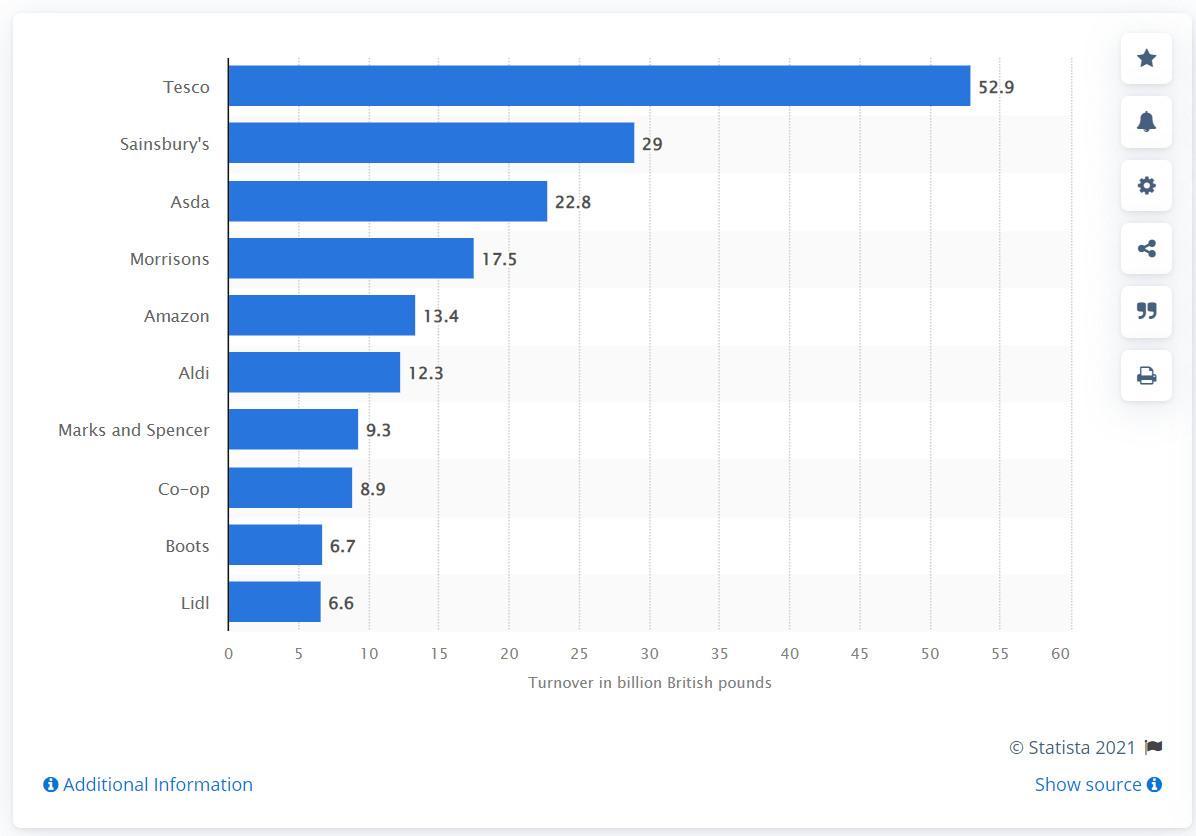 Tesco 52.9
Sainsbury's 29
Asda 22.8
Morrisons 17.5
Amazon 13.4
Aldi 12.3
Marks and Spencer 9.3
Co-op 8.9
Boots 6.7
Lidl 6.6
0 5 10 15 20 25 30 35 40 45 50 55 60
Turnover in billion British pounds
© Statista 2021
Additional Information
Show source